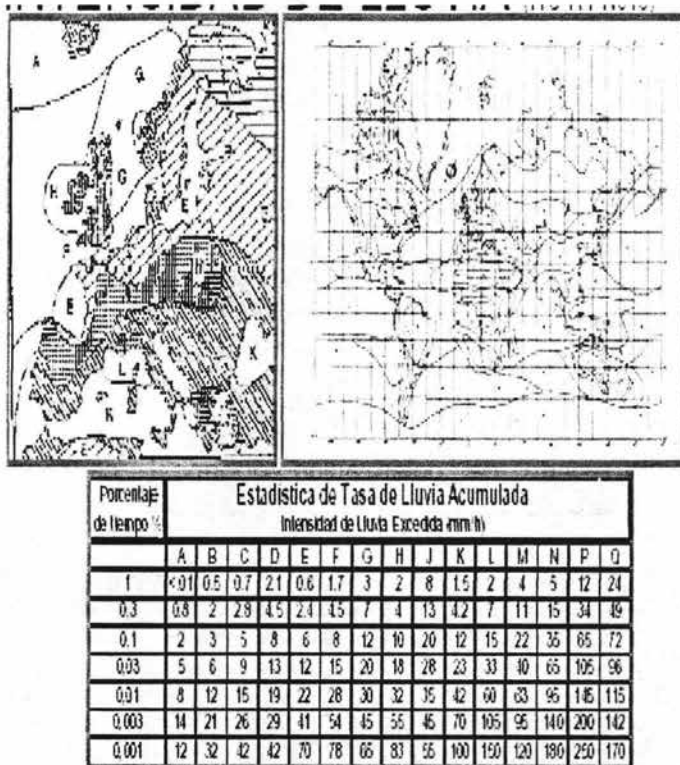 INTENSIDAD DE LLUVIA
A
G
G
H
E
E
K
L
Porcentaje de tiempo % Estadistica de Tasa de Lluvia Acumulada
Intensidad de Lluvia Excedida (mm/h)
A B C D E F G H J K L M N P Q
1 <.01 0.5 0.7 2.1 0.6 1.7 3 2 8 1.5 2 4 5 12 24
0.3 0.8 2 2.8 4.5 2.4 4.5 7 4 13 4.2 7 11 15 34 49
0.1 2 3 5 8 6 8 12 10 20 12 15 22 35 65 72
0,03 5 6 9 13 12 15 20 18 28 23 33 40 65 105 96
0,01 8 12 15 19 22 28 30 32 35 42 60 63 95 145 115
0,003 14 21 26 29 41 54 45 55 45 70 105 95 140 200 142
0,001 12 32 42 42 70 78 65 83 55 100 150 120 180 250 170